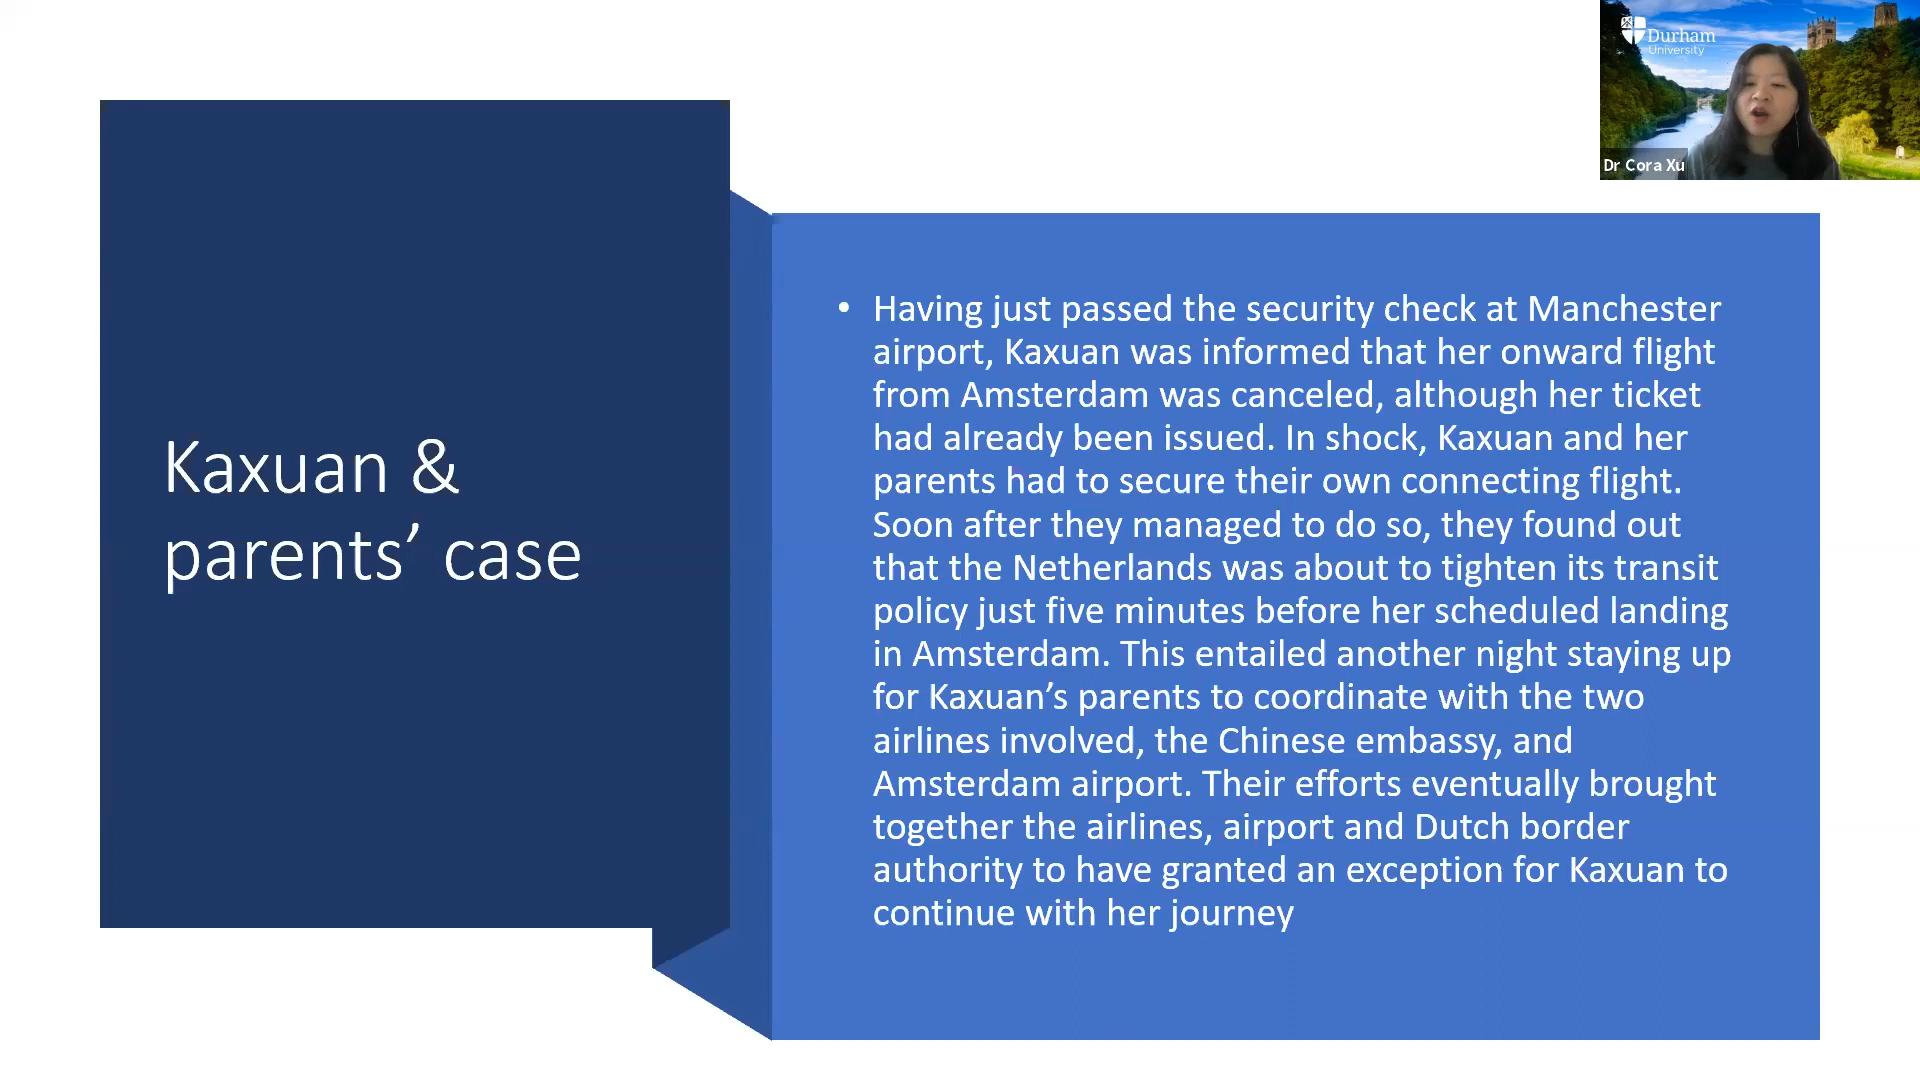 Durham
University
Dr Cora Xu
Kaxuan &
parents’ case
• Having just passed the security check at Manchester
airport, Kaxuan was informed that her onward flight
from Amsterdam was canceled, although her ticket
had already been issued. In shock, Kaxuan and her
parents had to secure their own connecting flight.
Soon after they managed to do so, they found out
that the Netherlands was about to tighten its transit
policy just five minutes before her scheduled landing
in Amsterdam. This entailed another night staying up
for Kaxuan’s parents to coordinate with the two
airlines involved, the Chinese embassy, and
Amsterdam airport. Their efforts eventually brought
together the airlines, airport and Dutch border
authority to have granted an exception for Kaxuan to
continue with her journey